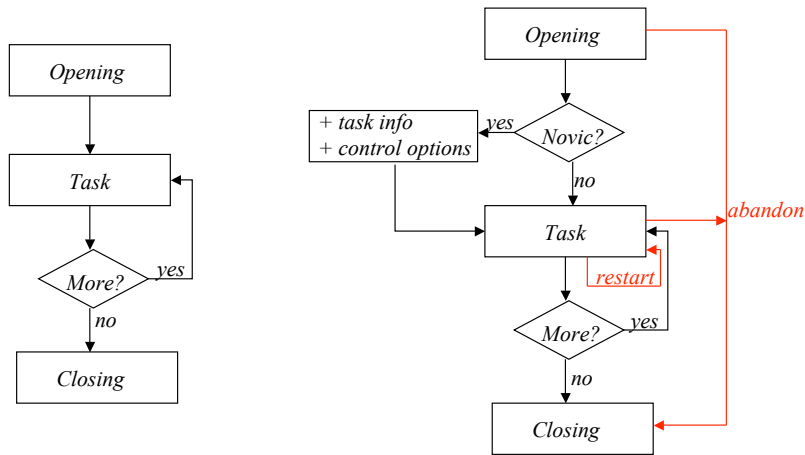 Opening
Task
More?
yes
no
Closing
Opening
Novic?
yes
+ task info
+ control options
no
Task
abandon
restart
More?
yes
no
Closing